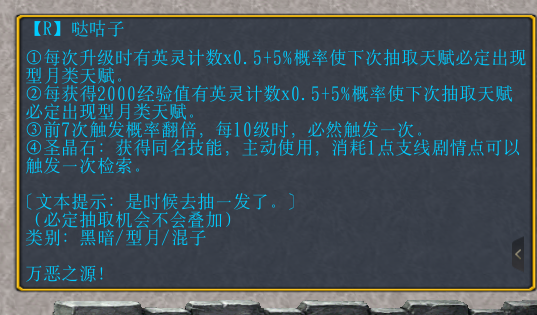 【R】哒咕子
①每次升级时有英灵计数x0.5+5%概率使下次抽取天赋必定出现
型月类天赋。
②每获得2000经验值有英灵计数x0.5+5%概率使下次抽取天赋
必定出现型月类天赋。
③前7次触发概率翻倍，每10级时，必然触发一次。
④圣晶石：获得同名技能，主动使用，消耗1点支线剧情点可以
触发一次检索。
〔文本提示：是时候去抽一发了。〕
（必定抽取机会不会叠加）
类别：黑暗/型月/混子
万恶之源！